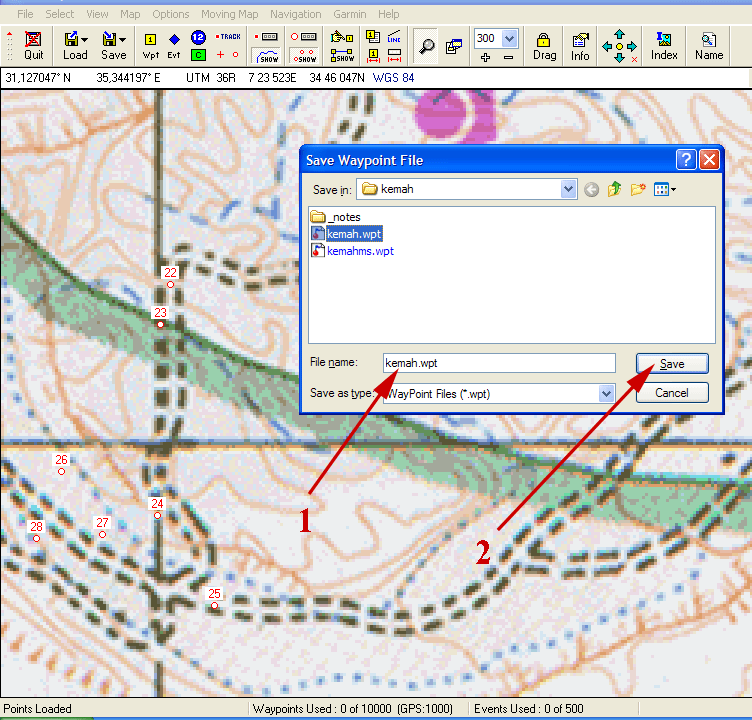 File Select View Map Options Moving Map Navigation Garmin Help
12 TRACK LINE 300
SHOW SHOW SHOW
Quit Load Save Wpt Evt C Drag Info Index Name
31,127047° N 35,344197° E UTM 36R 7 23 523E 34 46 047N WGS 84
Save Waypoint File
Save in: kemah
_notes
kemah.wpt
kemahms.wpt
22
23
File name: kemah.wpt Save
Save as type: WayPoint Files (*.wpt) Cancel
26
24
1
27
28
2
25
Points Loaded Waypoints Used : 0 of 10000 (GPS:1000) Events Used : 0 of 500